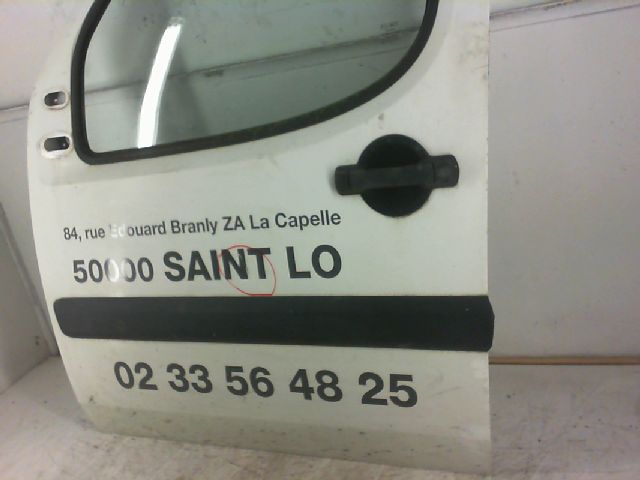 84, rue Edouard Branly ZA La Capelle
50000 SAINT LO
02 33 56 48 25